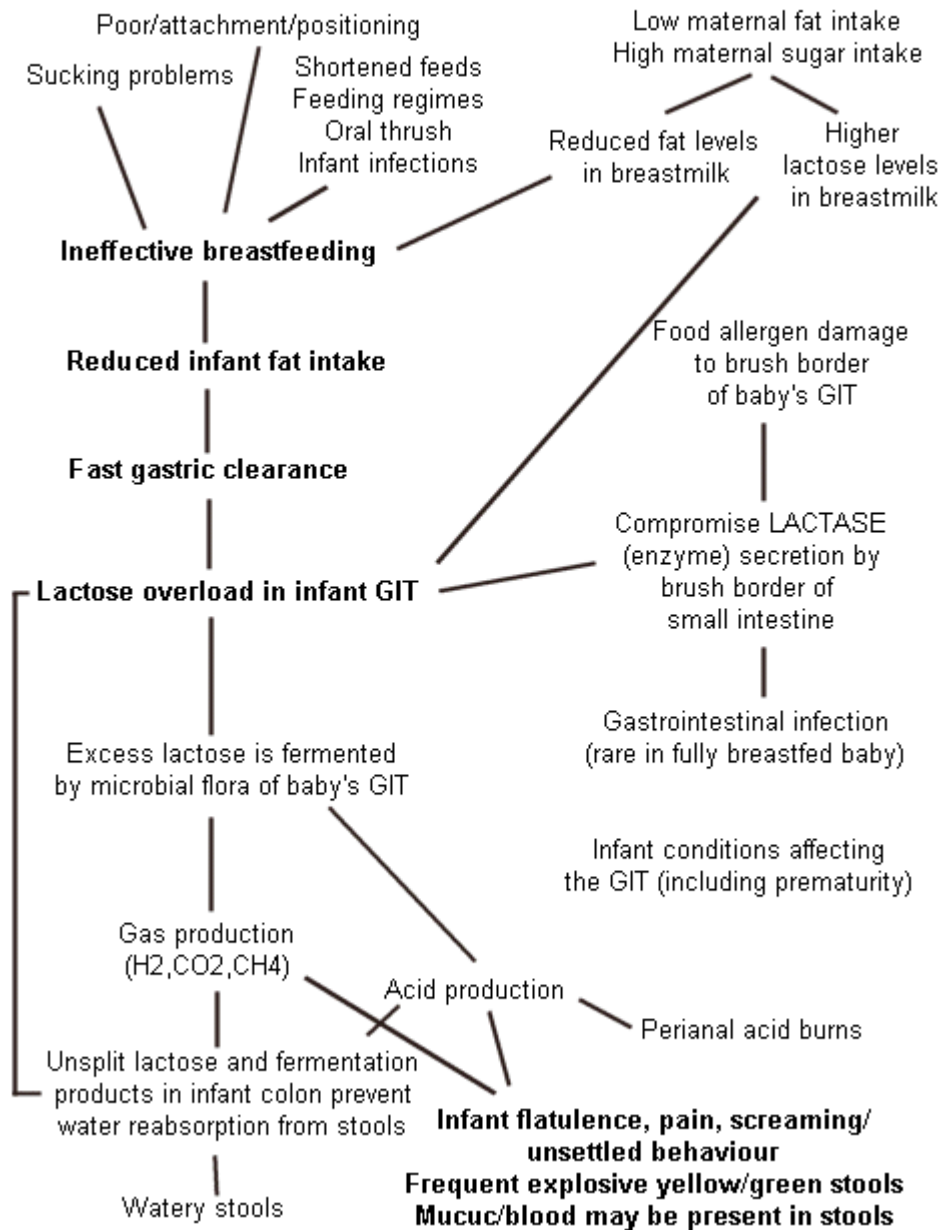 Poor/attachment/positioning
Sucking problems
Shortened feeds
Feeding regimes
Oral thrush
Infant infections
Low maternal fat intake
High maternal sugar intake
Reduced fat levels
in breastmilk
Higher
lactose levels
in breastmilk
Ineffective breastfeeding
Reduced infant fat intake
Food allergen damage
to brush border
of baby's GIT
Fast gastric clearance
Compromise LACTASE
(enzyme) secretion by
brush border of
small intestine
Lactose overload in infant GIT
Gastrointestinal infection
(rare in fully breastfed baby)
Excess lactose is fermented
by microbial flora of baby's GIT
Infant conditions affecting
the GIT (including prematurity)
Gas production
(H2,CO2,CH4)
Acid production
Perianal acid burns
Unsplit lactose and fermentation
products in infant colon prevent
water reabsorption from stools
Infant flatulence, pain, screaming/
unsettled behaviour
Frequent explosive yellow/green stools
Mucuc/blood may be present in stools
Watery stools